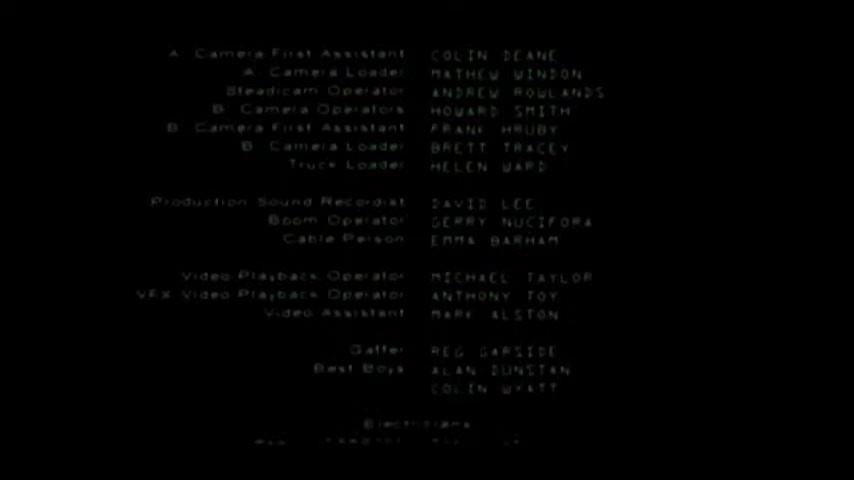 A Camera First Assistant COLIN DEANE
A Camera Loader MATHEW WINDON
Steadicam Operator ANDREW ROWLANDS
B Camera Operators HOWARD SMITH
B Camera First Assistant FRANK HRUBY
B Camera Loader BRETT TRACEY
Truck Loader HELEN WARD
Production Sound Recordist DAVID LEE
Boom Operator GERRY NUCIFORA
Cable Person EMMA BARHAM
Video Playback Operator MICHAEL TAYLOR
VFX Video Playback Operator ANTHONY TOY
Video Assistant MARK ALSTON
Gaffer REG GARSIDE
Best Boys ALAN DUNSTAN
COLIN WYATT
Electricians